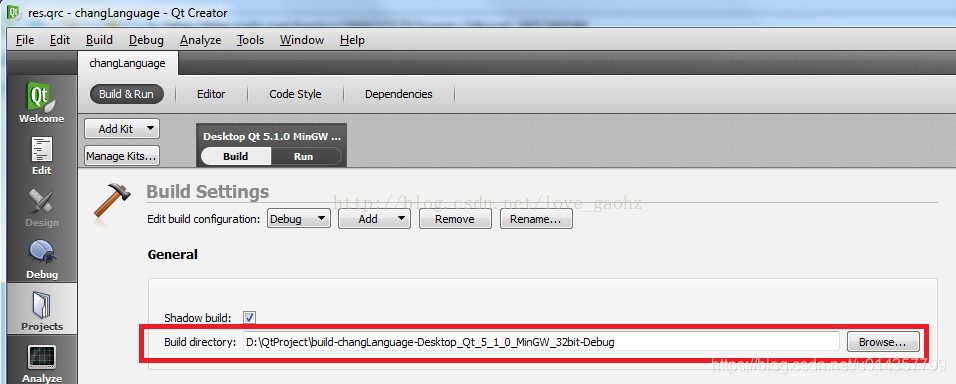 res.qrc - changLanguage - Qt Creator
File Edit Build Debug Analyze Tools Window Help
changLanguage
Build & Run Editor Code Style Dependencies
Welcome
Edit
Design
Debug
Projects
Analyze
Add Kit
Manage Kits...
Desktop Qt 5.1.0 MinGW ...
Build Run
Build Settings
http://blog.csdn.net/love_gaohz
Edit build configuration: Debug Add Remove Rename...
General
Shadow build:
Build directory: D:\QtProject\build-changLanguage-Desktop_Qt_5_1_0_MinGW_32bit-Debug Browse...
https://blog.csdn.net/u014357799